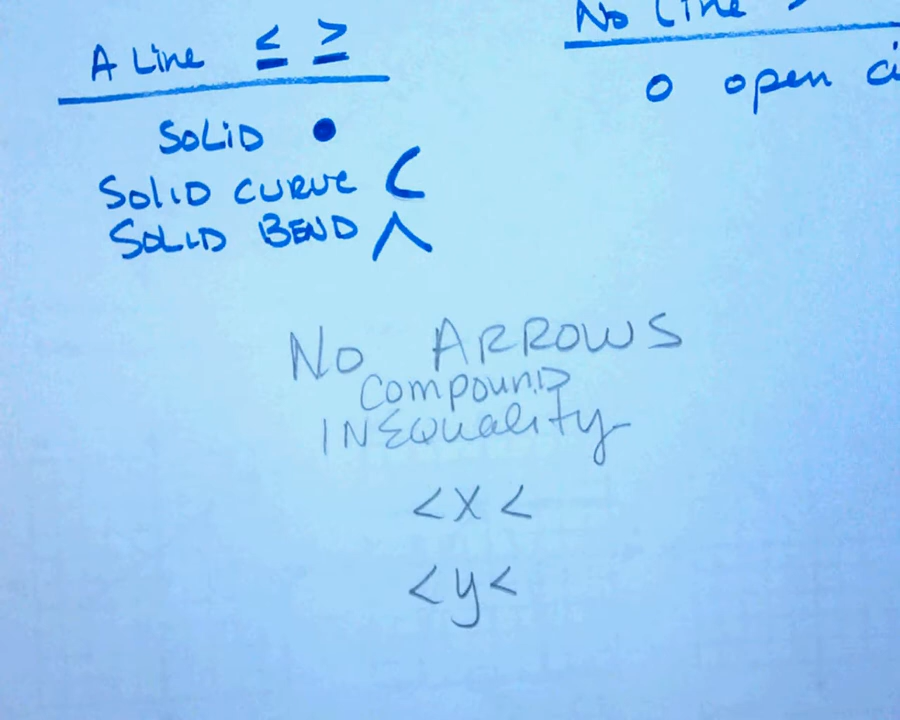 A Line ≤ ≥
No Line
SOLID ●
o open
SOLID CURVE
SOLID BEND
No ARROWS
Compound
INEquality
< x <
< y <